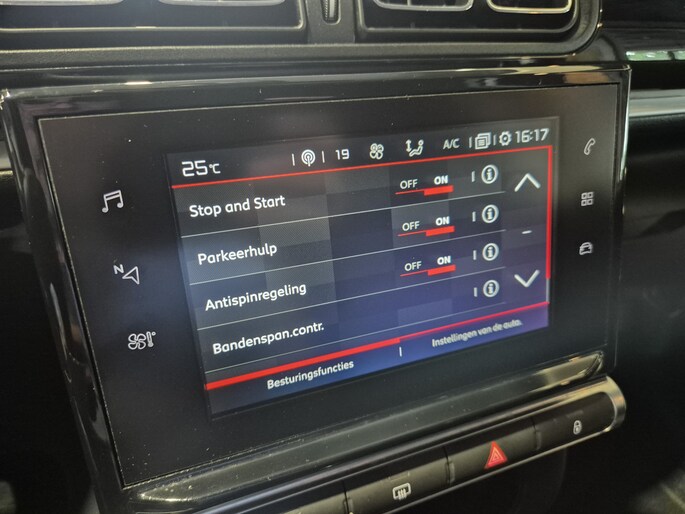 25°C 19 A/C 16:17
Stop and Start OFF ON
Parkeerhulp OFF ON
Antispinregeling OFF ON
Bandenspan.contr.
Besturingsfuncties Instellingen van de auto.
N